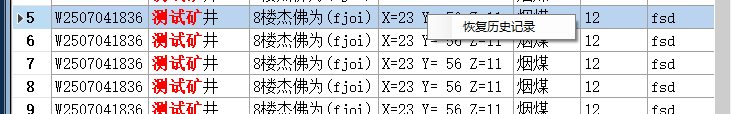 5 W2507041836 测试矿井 8楼杰佛为(fjoi) X=23 Y= 恢复历史记录 12 fsd
6 W2507041836 测试矿井 8楼杰佛为(fjoi) X=23 Y= 56 Z=11 烟煤 12 fsd
7 W2507041836 测试矿井 8楼杰佛为(fjoi) X=23 Y= 56 Z=11 烟煤 12 fsd
8 W2507041836 测试矿井 8楼杰佛为(fjoi) X=23 Y= 56 Z=11 烟煤 12 fsd
9 W2507041836 测试矿井 8楼杰佛为(fjoi) X=23 Y= 56 Z=11 烟煤 12 fsd